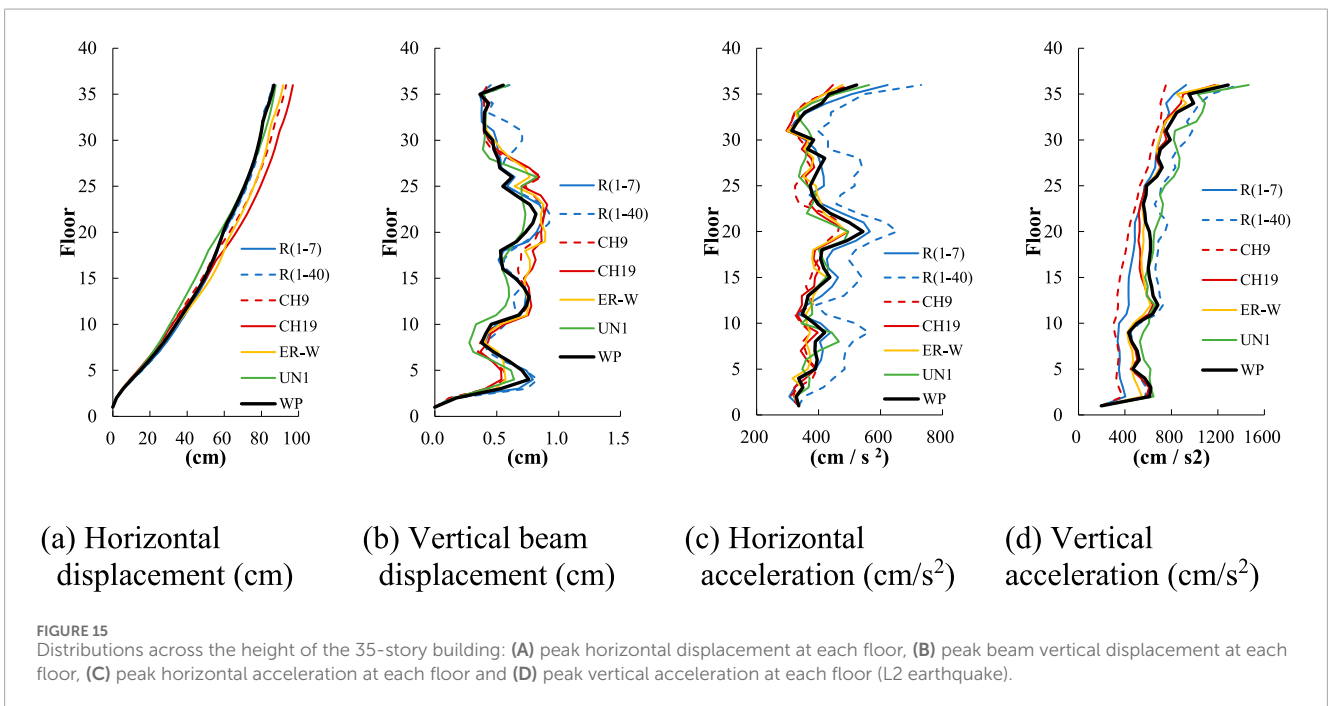 40
35
30
25
20
15
10
5
0
Floor
0 20 40 60 80 100
(cm)
R(1-7)
R(1-40)
CH9
CH19
ER-W
UN1
WP
(a) Horizontal
displacement (cm)
40
35
30
25
20
15
10
5
0
Floor
0.0 0.5 1.0 1.5
(cm)
R(1-7)
R(1-40)
CH9
CH19
ER-W
UN1
WP
(b) Vertical beam
displacement (cm)
40
35
30
25
20
15
10
5
0
Floor
200 400 600 800
(cm / s ²)
R(1-7)
R(1-40)
CH9
CH19
ER-W
UN1
WP
(c) Horizontal
acceleration (cm/s²)
40
35
30
25
20
15
10
5
0
Floor
0 400 800 1200 1600
(cm / s2)
R(1-7)
R(1-40)
CH9
CH19
ER-W
UN1
WP
(d) Vertical
acceleration (cm/s²)
FIGURE 15
Distributions across the height of the 35-story building: (A) peak horizontal displacement at each floor, (B) peak beam vertical displacement at each
floor, (C) peak horizontal acceleration at each floor and (D) peak vertical acceleration at each floor (L2 earthquake).